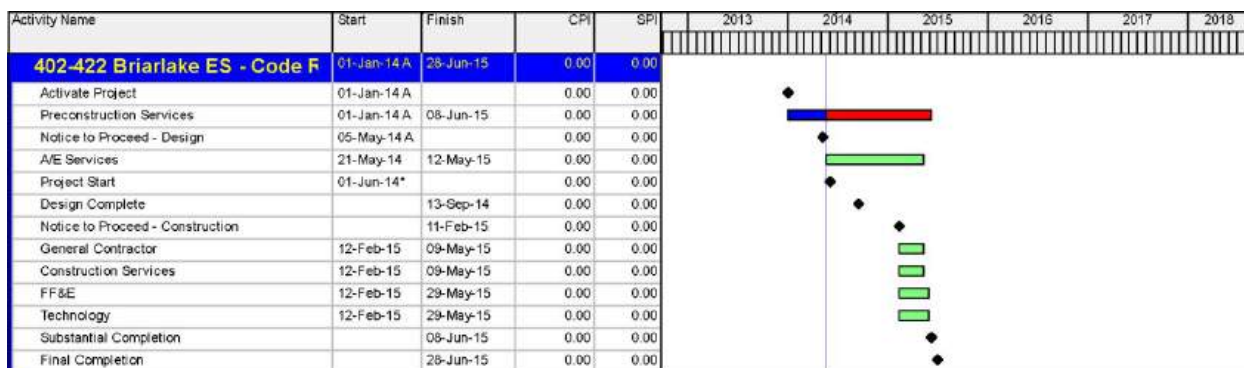 Activity Name Start Finish CPI SPI 2013 2014 2015 2016 2017 2018
402-422 Briarlake ES - Code R 01-Jan-14 A 28-Jun-15 0.00 0.00
Activate Project 01-Jan-14 A 0.00 0.00
Preconstruction Services 01-Jan-14 A 08-Jun-15 0.00 0.00
Notice to Proceed - Design 05-May-14 A 0.00 0.00
A/E Services 21-May-14 12-May-15 0.00 0.00
Project Start 01-Jun-14* 0.00 0.00
Design Complete 13-Sep-14 0.00 0.00
Notice to Proceed - Construction 11-Feb-15 0.00 0.00
General Contractor 12-Feb-15 09-May-15 0.00 0.00
Construction Services 12-Feb-15 09-May-15 0.00 0.00
FF&E 12-Feb-15 29-May-15 0.00 0.00
Technology 12-Feb-15 29-May-15 0.00 0.00
Substantial Completion 08-Jun-15 0.00 0.00
Final Completion 28-Jun-15 0.00 0.00